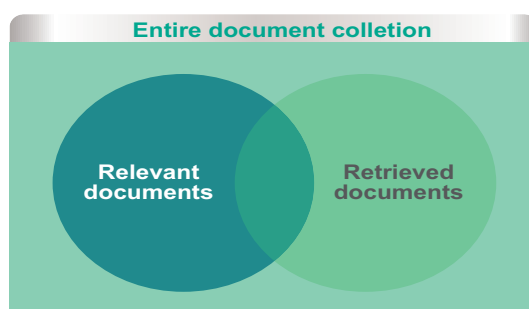 Entire document colletion
Relevant
documents
Retrieved
documents